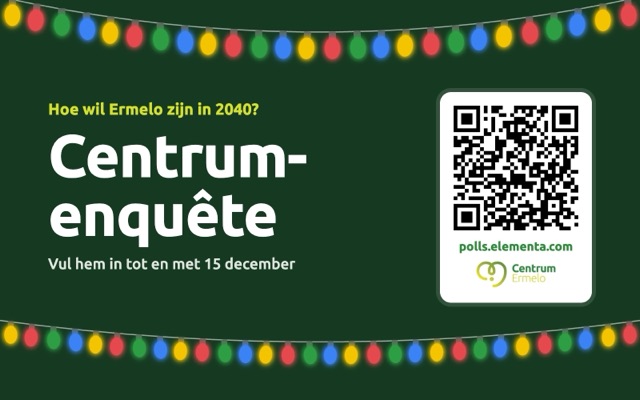 Hoe wil Ermelo zijn in 2040?
Centrum-
enquête
Vul hem in tot en met 15 december
polls.elementa.com
Centrum
Ermelo